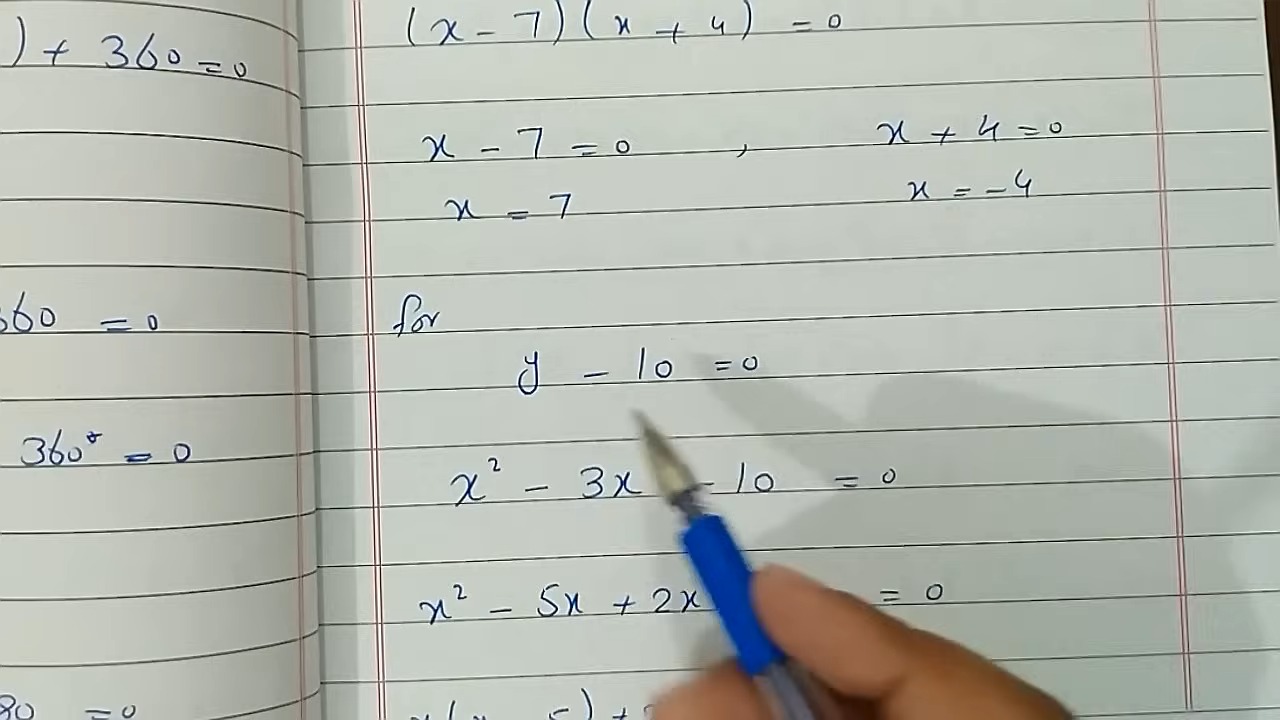 ) + 360 = 0
360 = 0
360 = 0
80 = 0
(x - 7)(x + 4) = 0
x - 7 = 0 , x + 4 = 0
x = 7 x = -4
for
y - 10 = 0
x² - 3x - 10 = 0
x² - 5x + 2x = 0
x(x - 5) +